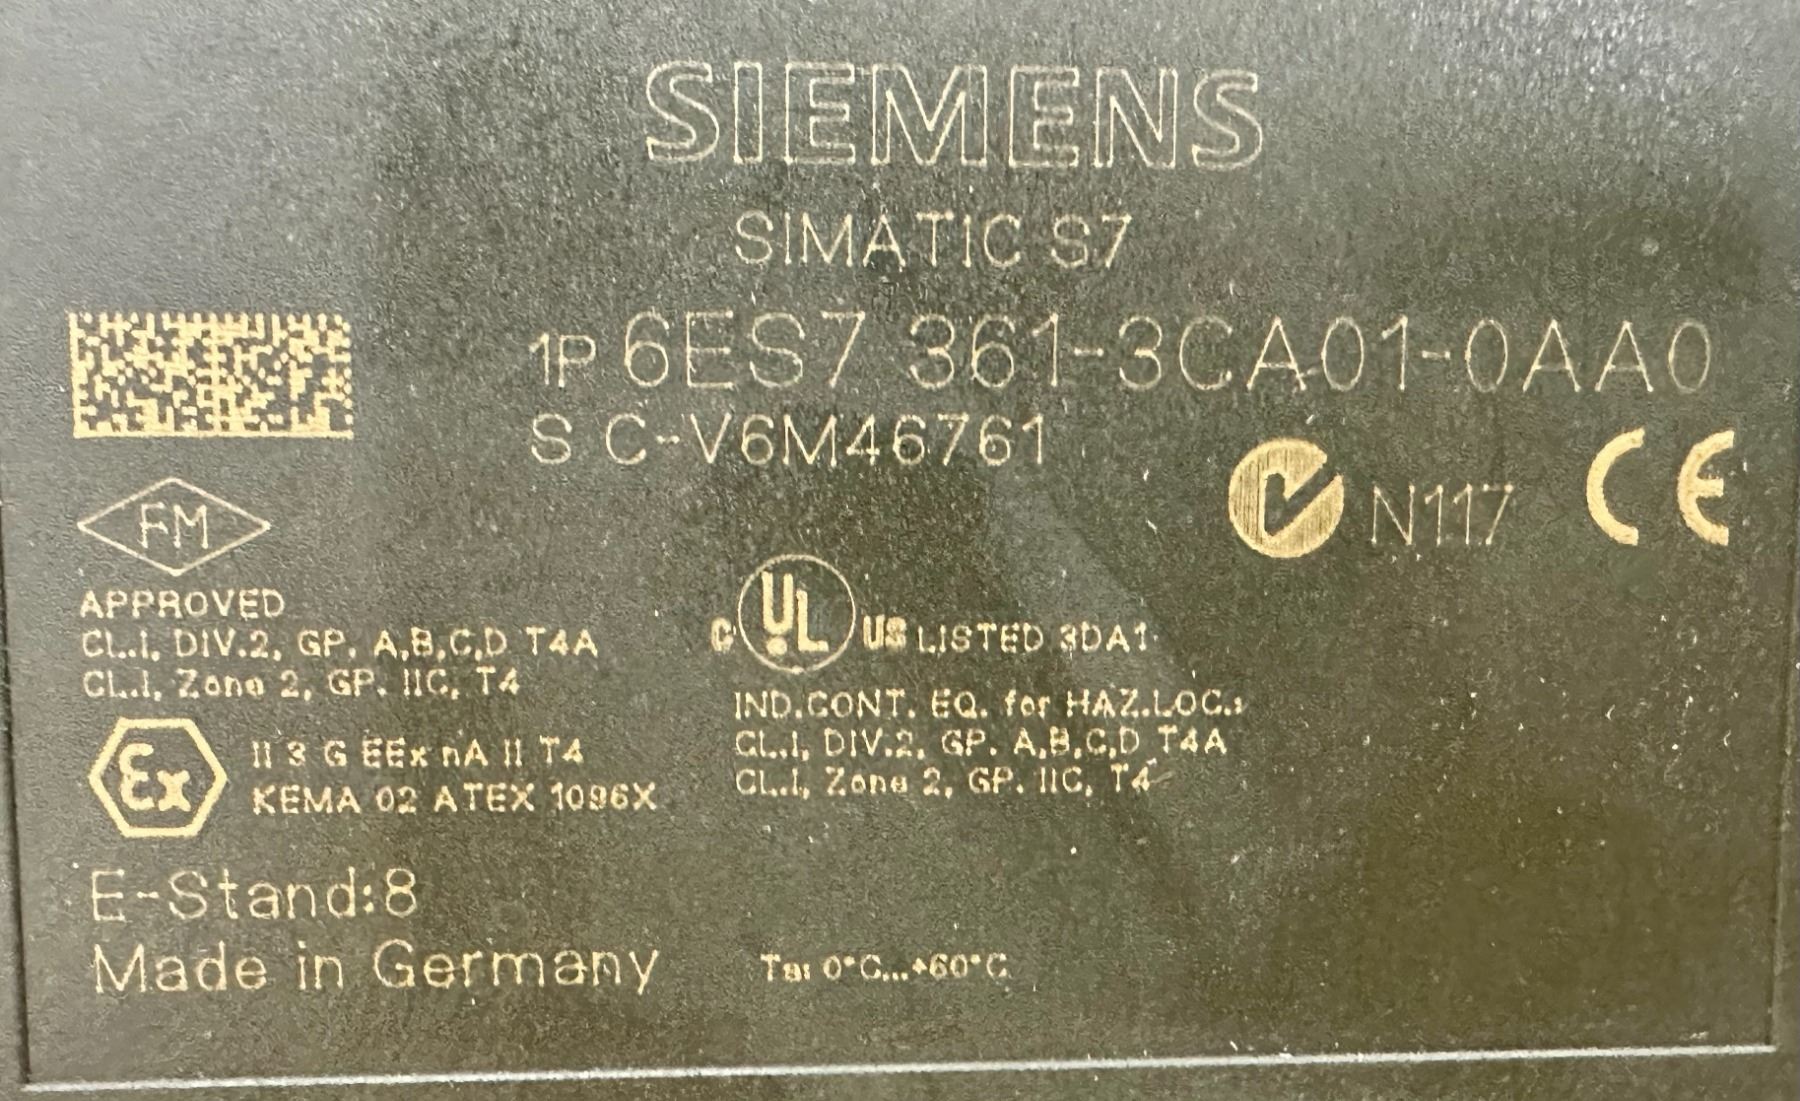 SIEMENS
SIMATIC S7
1P 6ES7 361-3CA01-0AA0
S C-V6M46761
N117 CE
FM
APPROVED
CL.I, DIV.2, GP. A,B,C,D T4A
CL.I, Zone 2, GP. IIC, T4
C UL US LISTED 3DA1
IND.CONT. EQ. for HAZ.LOC.:
CL.I, DIV.2, GP. A,B,C,D T4A
CL.I, Zone 2, GP. IIC, T4
Ex II 3 G EEx nA II T4
KEMA 02 ATEX 1096X
E-Stand:8
Made in Germany
Ta: 0°C...+60°C